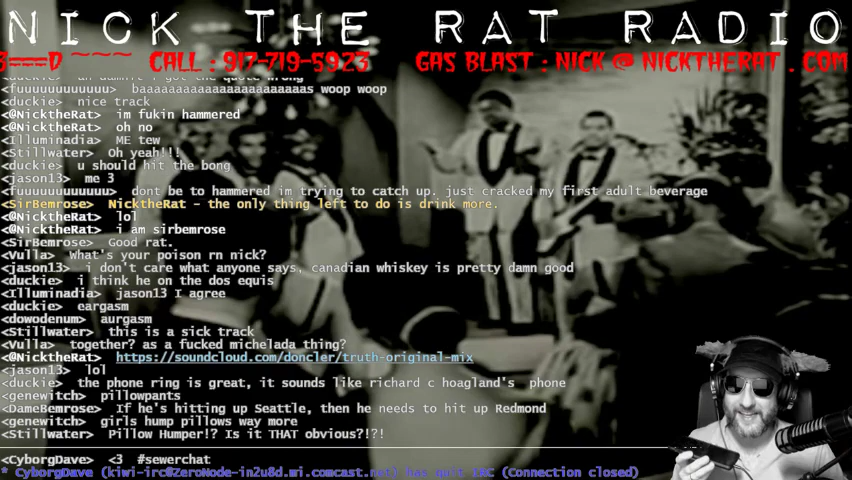 NICK THE RAT RADIO
3===D ~~~ CALL : 917-719-5923 GAS BLAST : NICK @ NICKTHERAT . COM
<duckie> ah dammit i got the quote wrong
<fuuuuuuuuuuuu> baaaaaaaaaaaaaaaaaaaaaaaas woop woop
<duckie> nice track
<@NicktheRat> im fukin hammered
<@NicktheRat> oh no
<Illuminadia> ME tew
<Stillwater> Oh yeah!!!
<duckie> u should hit the bong
<jason13> me 3
<fuuuuuuuuuuuu> dont be to hammered im trying to catch up. just cracked my first adult beverage
<SirBemrose> NicktheRat - the only thing left to do is drink more.
<@NicktheRat> lol
<@NicktheRat> i am sirbemrose
<SirBemrose> Good rat.
<Vulla> What's your poison rn nick?
<jason13> i don't care what anyone says, canadian whiskey is pretty damn good
<duckie> i think he on the dos equis
<Illuminadia> jason13 I agree
<duckie> eargasm
<dowodenum> aurgasm
<Stillwater> this is a sick track
<Vulla> together? as a fucked michelada thing?
<@NicktheRat> https://soundcloud.com/doncler/truth-original-mix
<jason13> lol
<duckie> the phone ring is great, it sounds like richard c hoagland's phone
<genewitch> pillowpants
<DameBemrose> If he's hitting up Seattle, then he needs to hit up Redmond
<genewitch> girls hump pillows way more
<Stillwater> Pillow Humper!? Is it THAT obvious?!?!
<CyborgDave> <3 #sewerchat
* CyborgDave (kiwi-irc@ZeroNode-in2u8d.mi.comcast.net) has quit IRC (Connection closed)